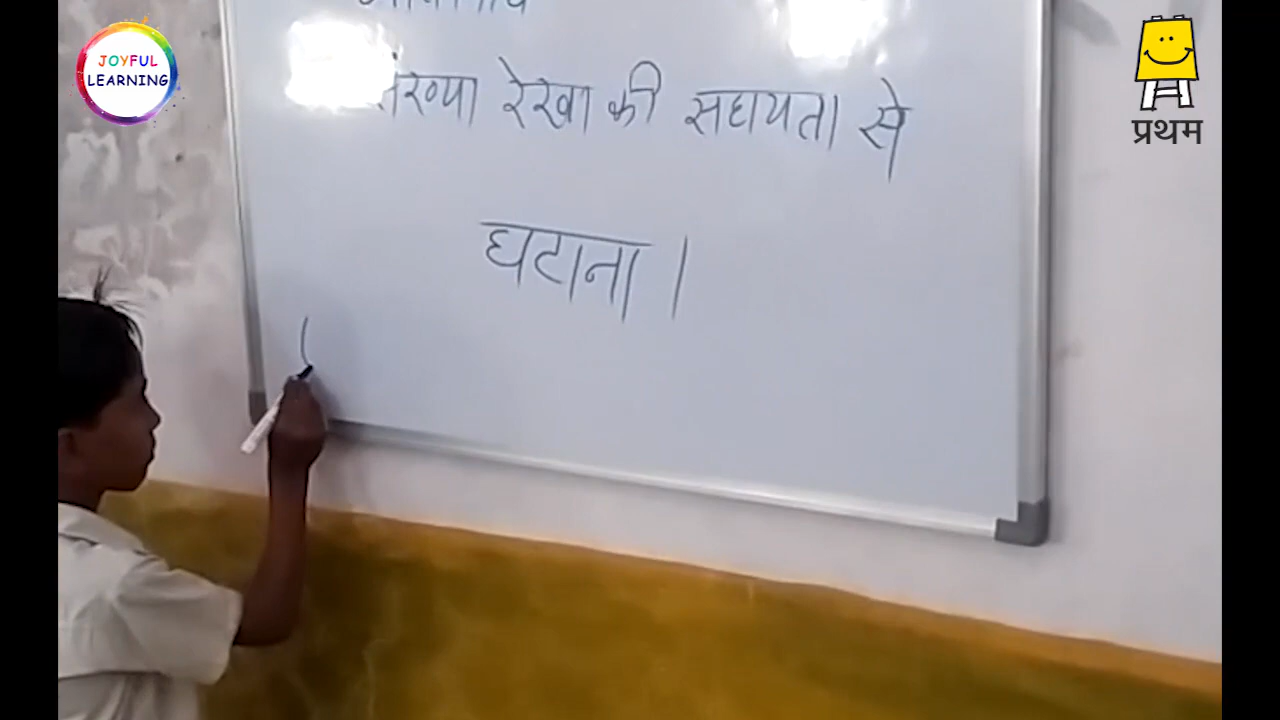 JOYFUL
LEARNING
प्रथम
संख्या रेखा की सहायता से
घटाना।